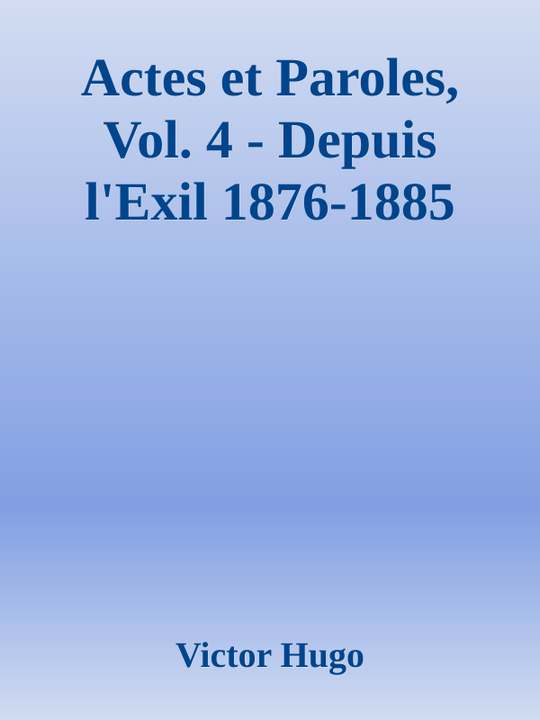 Actes et Paroles,
Vol. 4 - Depuis
l'Exil 1876-1885
Victor Hugo